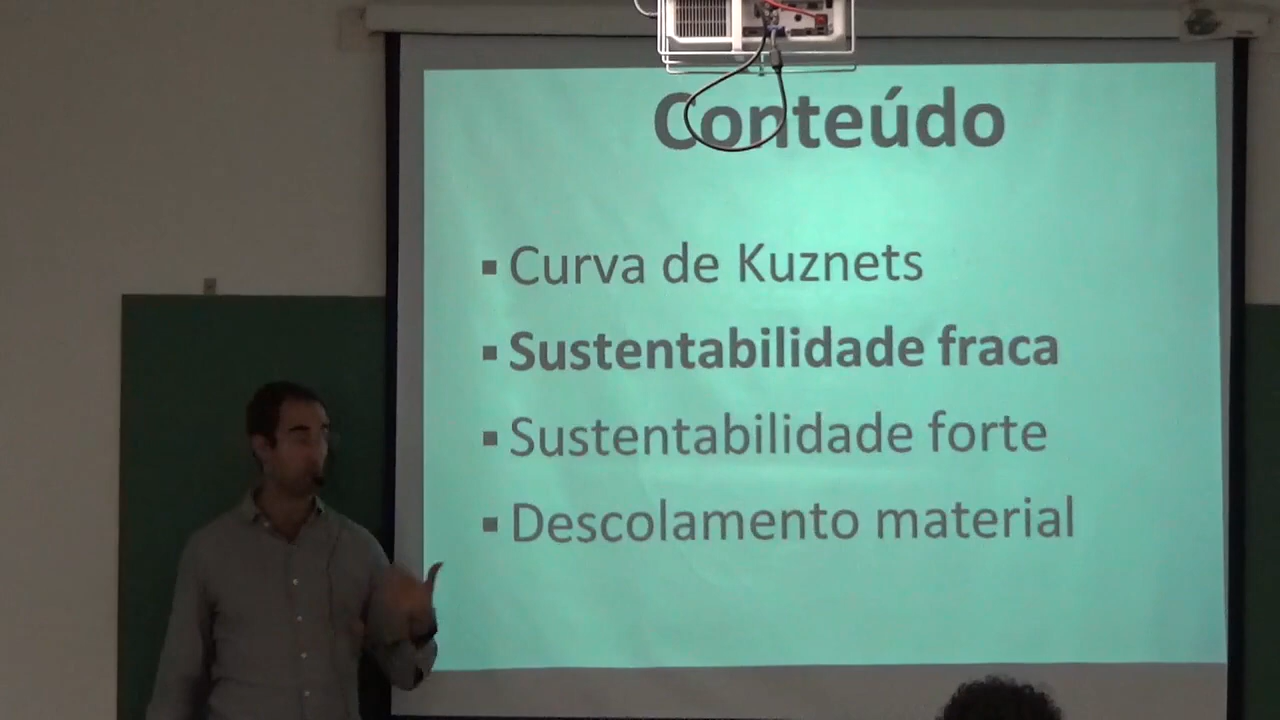 Conteúdo
▪ Curva de Kuznets
▪ Sustentabilidade fraca
▪ Sustentabilidade forte
▪ Descolamento material